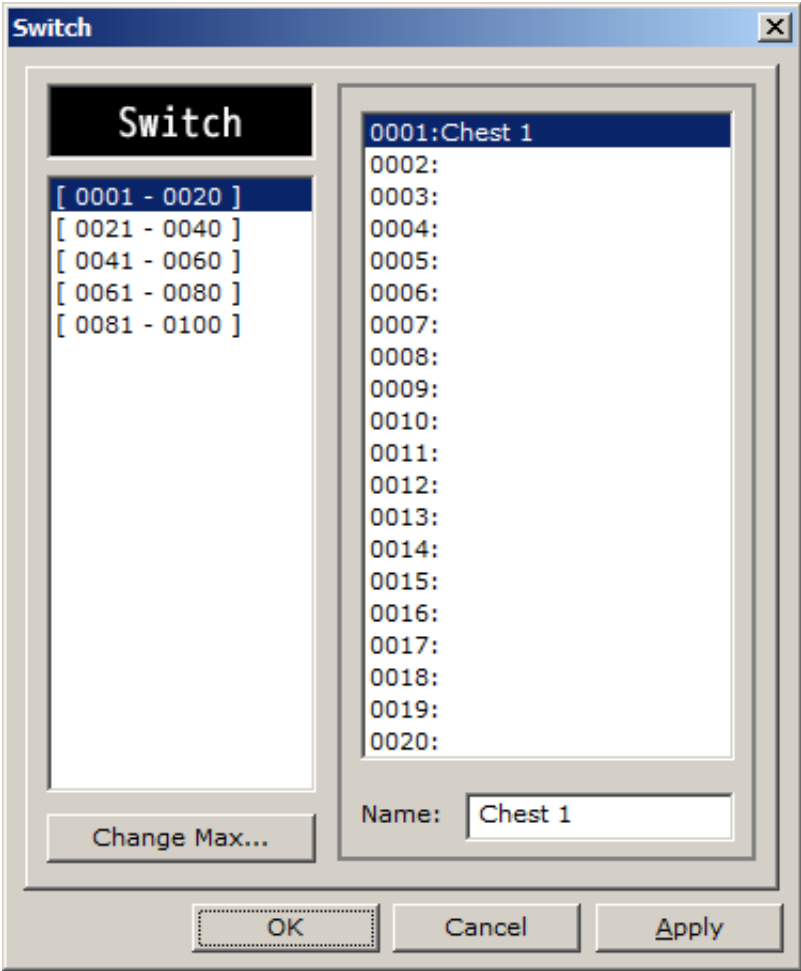 Switch
Switch
[ 0001 - 0020 ]
[ 0021 - 0040 ]
[ 0041 - 0060 ]
[ 0061 - 0080 ]
[ 0081 - 0100 ]
Change Max...
0001:Chest 1
0002:
0003:
0004:
0005:
0006:
0007:
0008:
0009:
0010:
0011:
0012:
0013:
0014:
0015:
0016:
0017:
0018:
0019:
0020:
Name: Chest 1
OK Cancel Apply